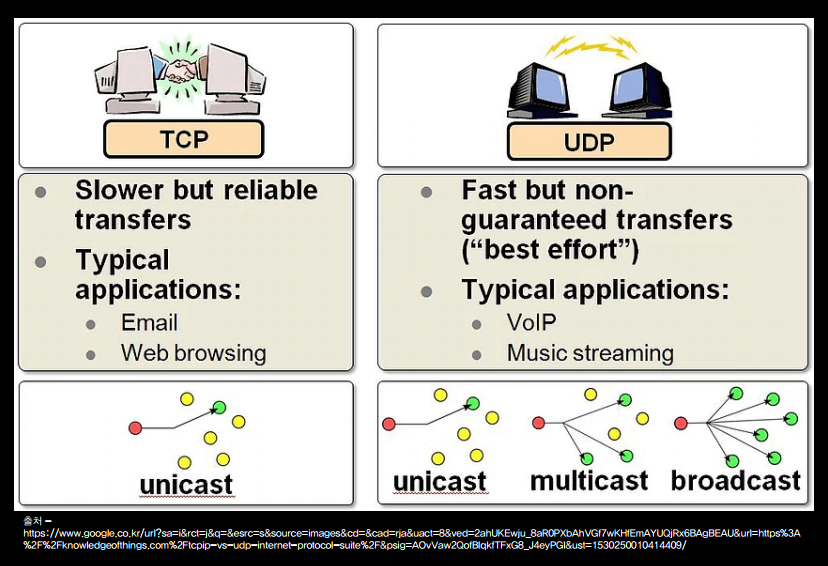 TCP
Slower but reliable
transfers
Typical
applications:
Email
Web browsing
unicast
UDP
Fast but non-
guaranteed transfers
("best effort")
Typical applications:
VoIP
Music streaming
unicast
multicast
broadcast
출처 -
https://www.google.co.kr/url?sa=i&rct=j&q=&esrc=s&source=images&cd=&cad=rja&uact=8&ved=2ahUKEwju_8aR0PXbAhVGf7wKHfEmAYUQjRx6BAgBEAU&url=https%3A
%2F%2Fknowledgeofthings.com%2Ftcpip-vs-udp-internet-protocol-suite%2F&psig=AOvVaw2QofBlqkfTFxG8_J4eyPGI&ust=1530250010414409/